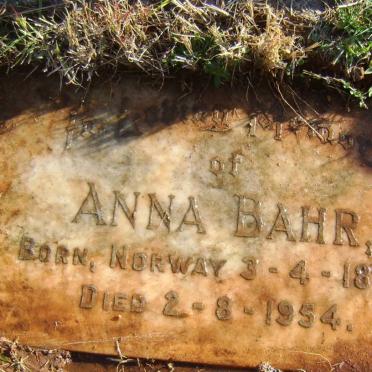 of
ANNA BAHR,
BORN, NORWAY 3-4-18
DIED 2-8-1954.